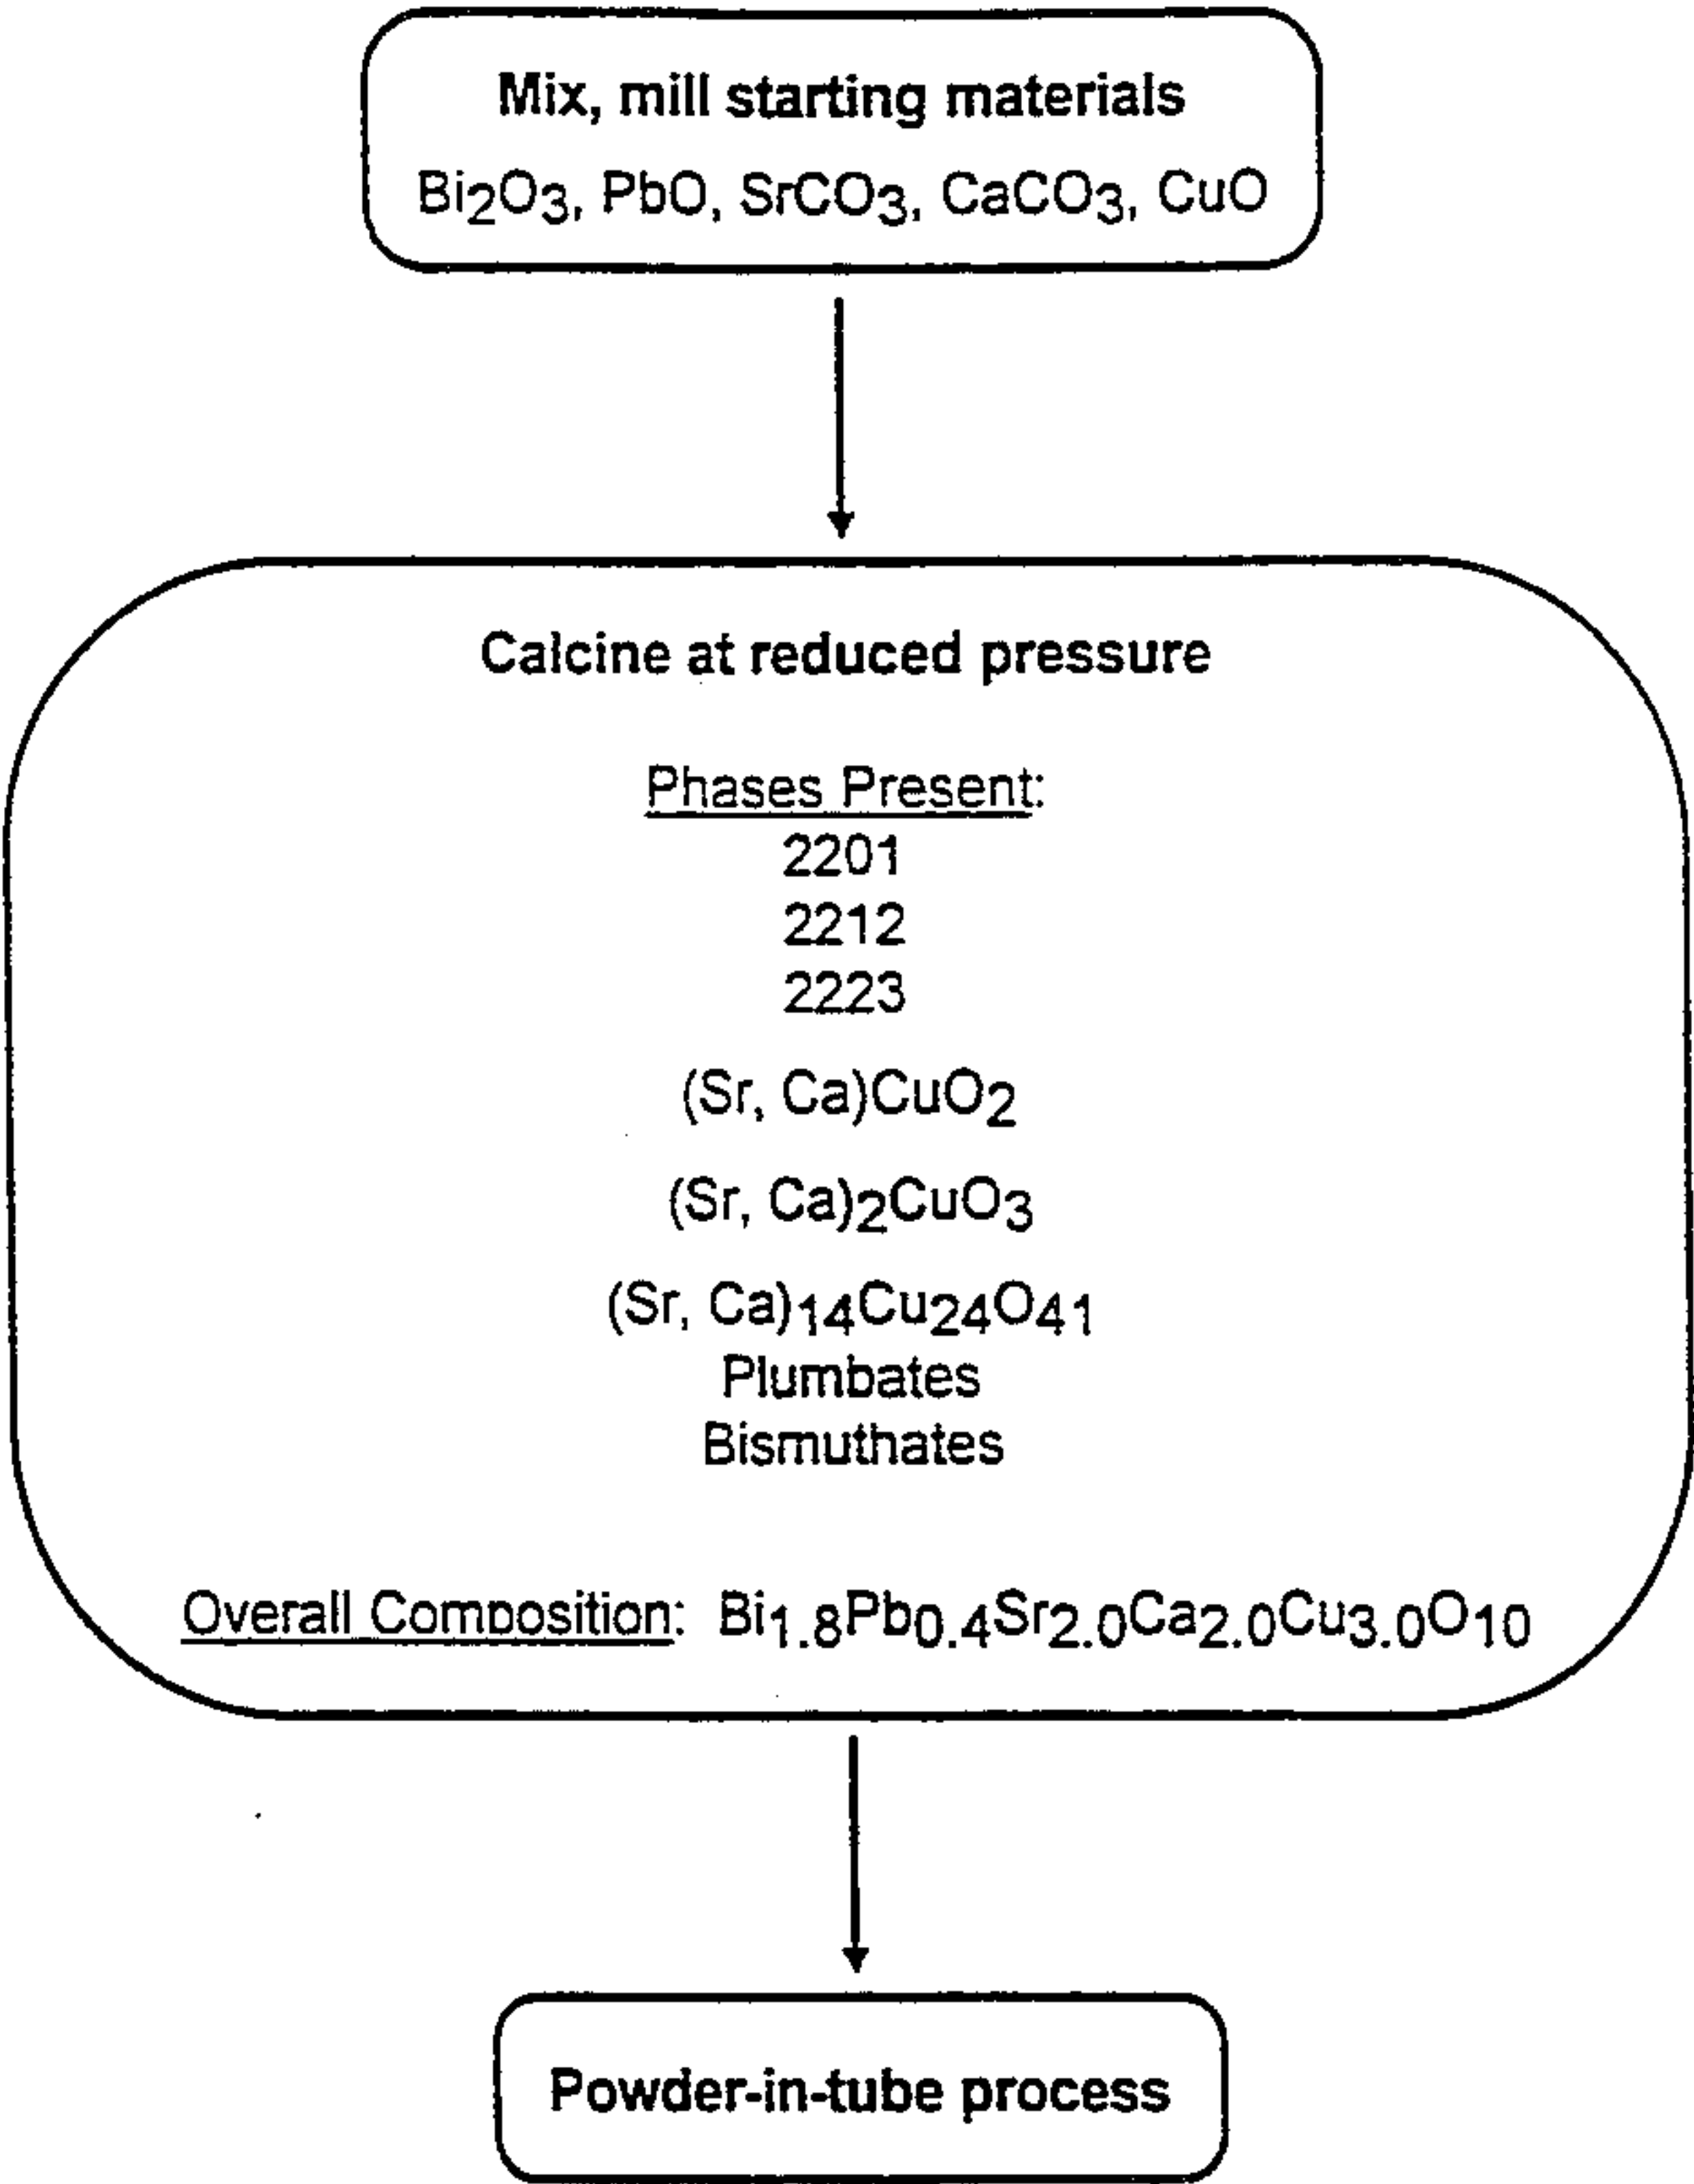 Mix, mill starting materials
Bi2O3, PbO, SrCO3, CaCO3, CuO
Calcine at reduced pressure
Phases Present:
2201
2212
2223
(Sr, Ca)CuO2
(Sr, Ca)2CuO3
(Sr, Ca)14Cu24O41
Plumbates
Bismuthates
Overall Composition: Bi1.8Pb0.4Sr2.0Ca2.0Cu3.0O10
Powder-in-tube process